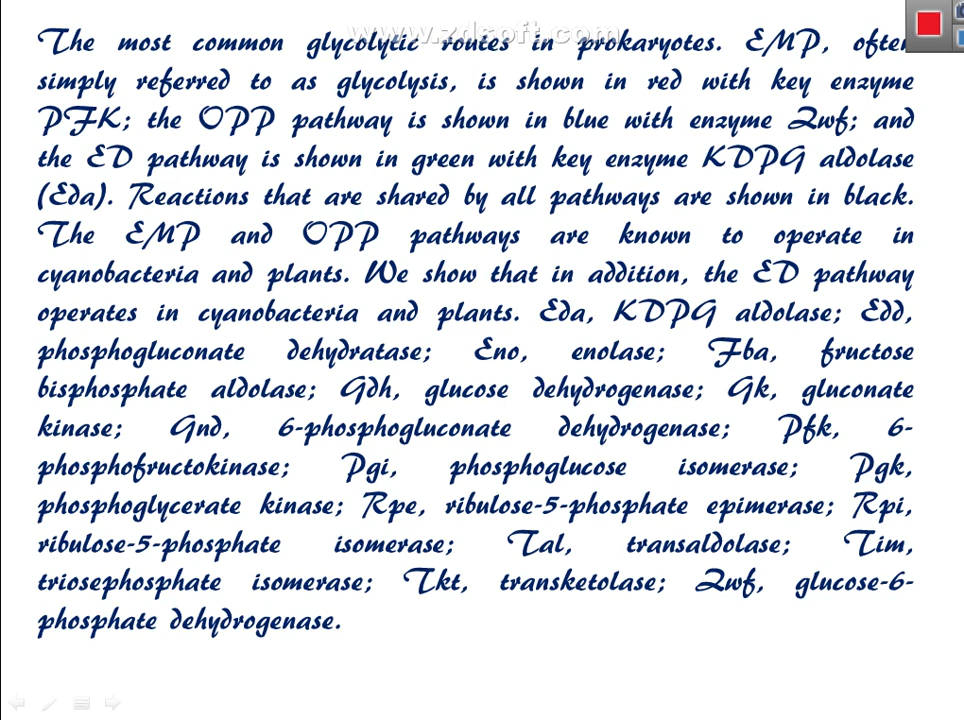 www.zdsoft.com
The most common glycolytic routes in prokaryotes. EMP, often
simply referred to as glycolysis, is shown in red with key enzyme
PFK; the OPP pathway is shown in blue with enzyme Zwf; and
the ED pathway is shown in green with key enzyme KDPG aldolase
(Eda). Reactions that are shared by all pathways are shown in black.
The EMP and OPP pathways are known to operate in
cyanobacteria and plants. We show that in addition, the ED pathway
operates in cyanobacteria and plants. Eda, KDPG aldolase; Edd,
phosphogluconate dehydratase; Eno, enolase; Fba, fructose
bisphosphate aldolase; Gdh, glucose dehydrogenase; Gk, gluconate
kinase; Gnd, 6-phosphogluconate dehydrogenase; Pfk, 6-
phosphofructokinase; Pgi, phosphoglucose isomerase; Pgk,
phosphoglycerate kinase; Rpe, ribulose-5-phosphate epimerase; Rpi,
ribulose-5-phosphate isomerase; Tal, transaldolase; Tim,
triosephosphate isomerase; Tkt, transketolase; Zwf, glucose-6-
phosphate dehydrogenase.